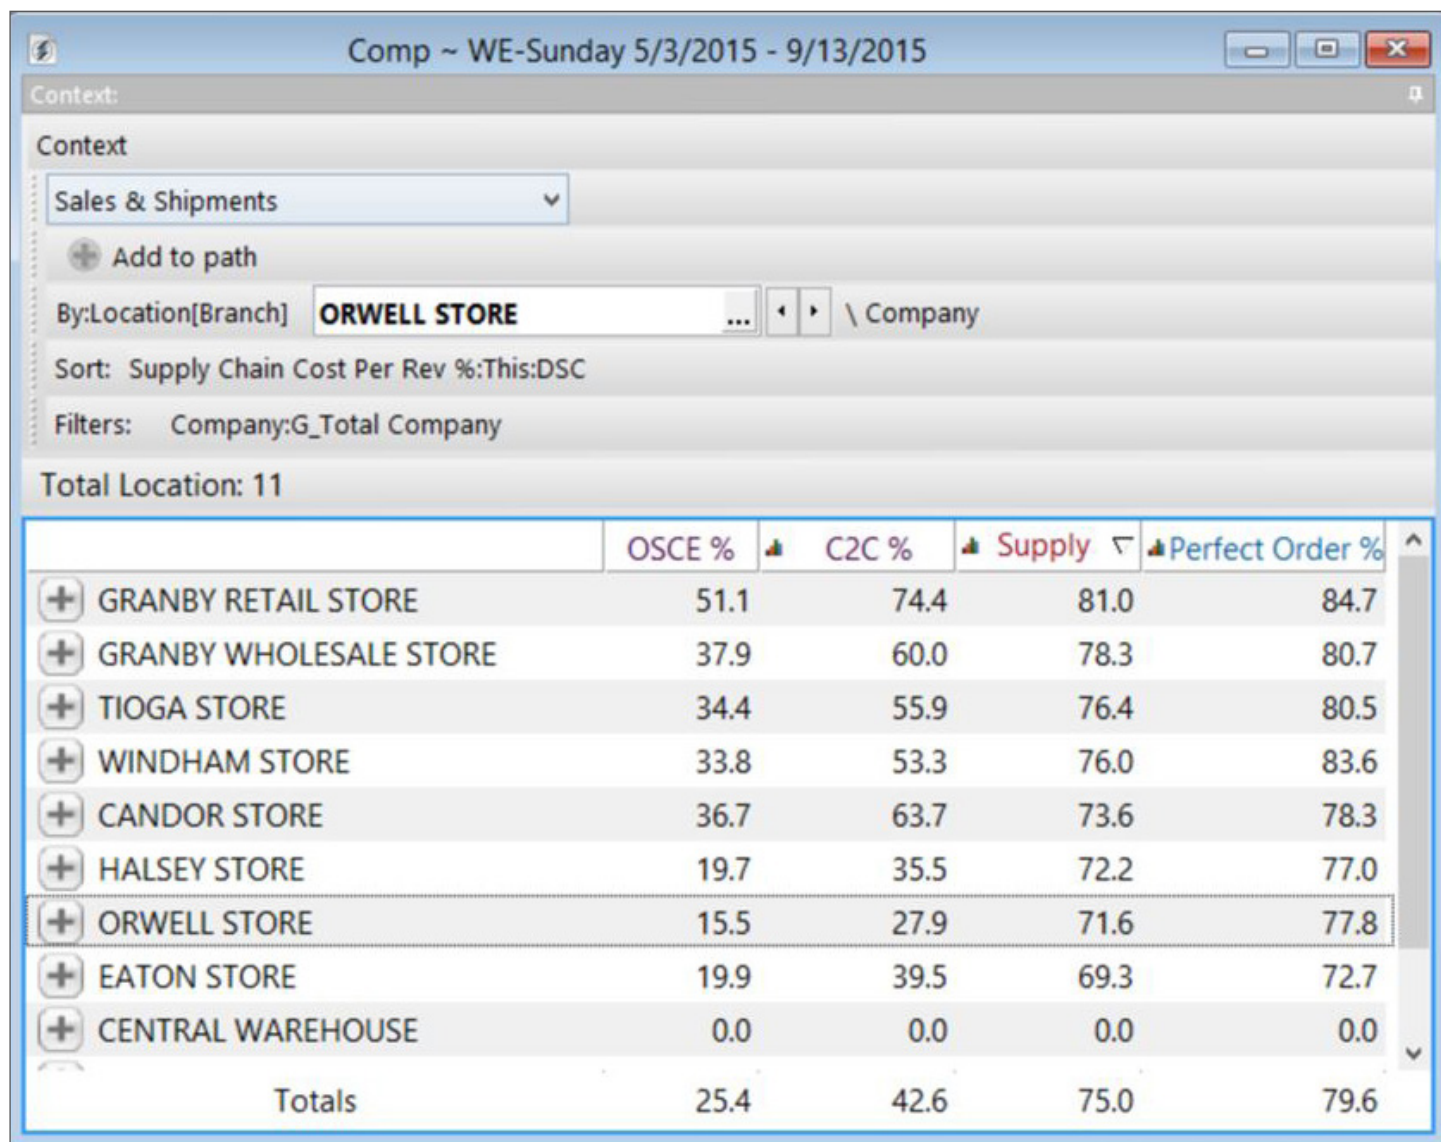 Comp ~ WE-Sunday 5/3/2015 - 9/13/2015
Context:
Context
Sales & Shipments
Add to path
By:Location[Branch] ORWELL STORE ... \ Company
Sort: Supply Chain Cost Per Rev %:This:DSC
Filters: Company:G_Total Company
Total Location: 11
OSCE % C2C % Supply Perfect Order %
GRANBY RETAIL STORE 51.1 74.4 81.0 84.7
GRANBY WHOLESALE STORE 37.9 60.0 78.3 80.7
TIOGA STORE 34.4 55.9 76.4 80.5
WINDHAM STORE 33.8 53.3 76.0 83.6
CANDOR STORE 36.7 63.7 73.6 78.3
HALSEY STORE 19.7 35.5 72.2 77.0
ORWELL STORE 15.5 27.9 71.6 77.8
EATON STORE 19.9 39.5 69.3 72.7
CENTRAL WAREHOUSE 0.0 0.0 0.0 0.0
Totals 25.4 42.6 75.0 79.6